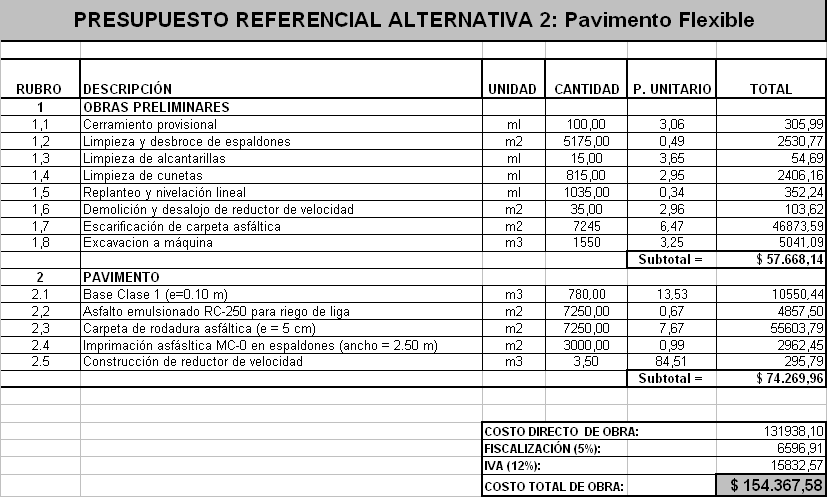 PRESUPUESTO REFERENCIAL ALTERNATIVA 2: Pavimento Flexible
RUBRO DESCRIPCIÓN UNIDAD CANTIDAD P. UNITARIO TOTAL
1 OBRAS PRELIMINARES
1,1 Cerramiento provisional ml 100,00 3,06 305,99
1,2 Limpieza y desbroce de espaldones m2 5175,00 0,49 2530,77
1,3 Limpieza de alcantarillas ml 15,00 3,65 54,69
1,4 Limpieza de cunetas ml 815,00 2,95 2406,16
1,5 Replanteo y nivelación lineal ml 1035,00 0,34 352,24
1,6 Demolición y desalojo de reductor de velocidad m2 35,00 2,96 103,62
1,7 Escarificación de carpeta asfáltica m2 7245 6,47 46873,59
1,8 Excavacion a máquina m3 1550 3,25 5041,09
Subtotal = $ 57.668,14
2 PAVIMENTO
2.1 Base Clase 1 (e=0.10 m) m3 780,00 13,53 10550,44
2,2 Asfalto emulsionado RC-250 para riego de liga m2 7250,00 0,67 4857,50
2,3 Carpeta de rodadura asfáltica (e = 5 cm) m2 7250,00 7,67 55603,79
2.4 Imprimación asfásltica MC-0 en espaldones (ancho = 2.50 m) m2 3000,00 0,99 2962,45
2.5 Construcción de reductor de velocidad m3 3,50 84,51 295,79
Subtotal = $ 74.269,96
COSTO DIRECTO DE OBRA: 131938,10
FISCALIZACIÓN (5%): 6596,91
IVA (12%): 15832,57
COSTO TOTAL DE OBRA: $ 154.367,58